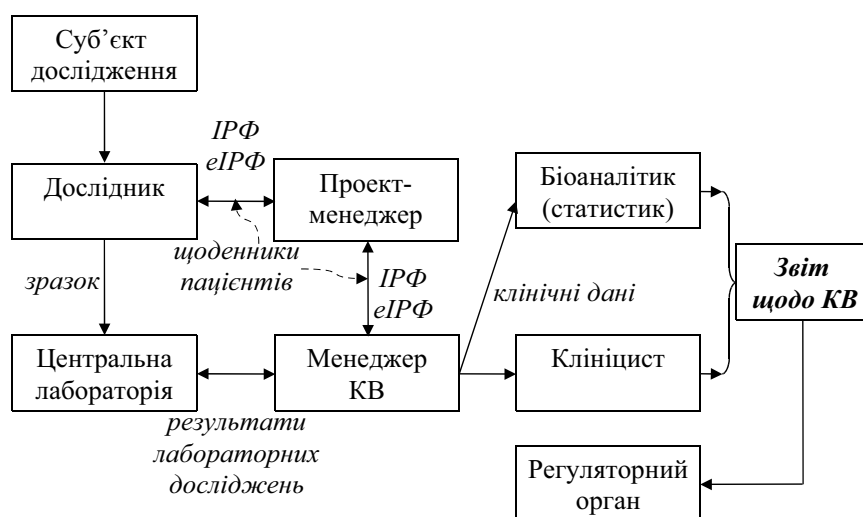 Суб’єкт
дослідження
ІРФ
еІРФ
Дослідник
Проект-
менеджер
Біоаналітик
(статистик)
щоденники
пацієнтів
зразок
ІРФ
еІРФ
клінічні дані
Звіт
щодо КВ
Центральна
лабораторія
Менеджер
КВ
Клініцист
результати
лабораторних
досліджень
Регуляторний
орган